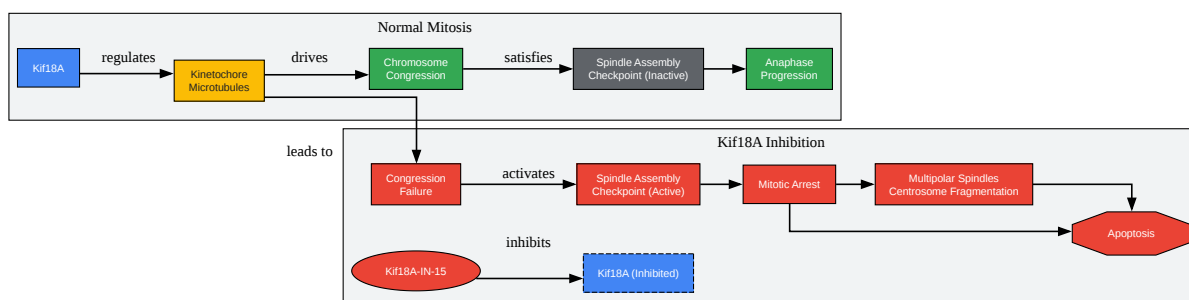 Normal Mitosis
Kif18A
regulates
Kinetochore
Microtubules
drives
Chromosome
Congression
satisfies
Spindle Assembly
Checkpoint (Inactive)
Anaphase
Progression
leads to
Kif18A Inhibition
Congression
Failure
activates
Spindle Assembly
Checkpoint (Active)
Mitotic Arrest
Multipolar Spindles
Centrosome Fragmentation
Apoptosis
Kif18A-IN-15
inhibits
Kif18A (Inhibited)